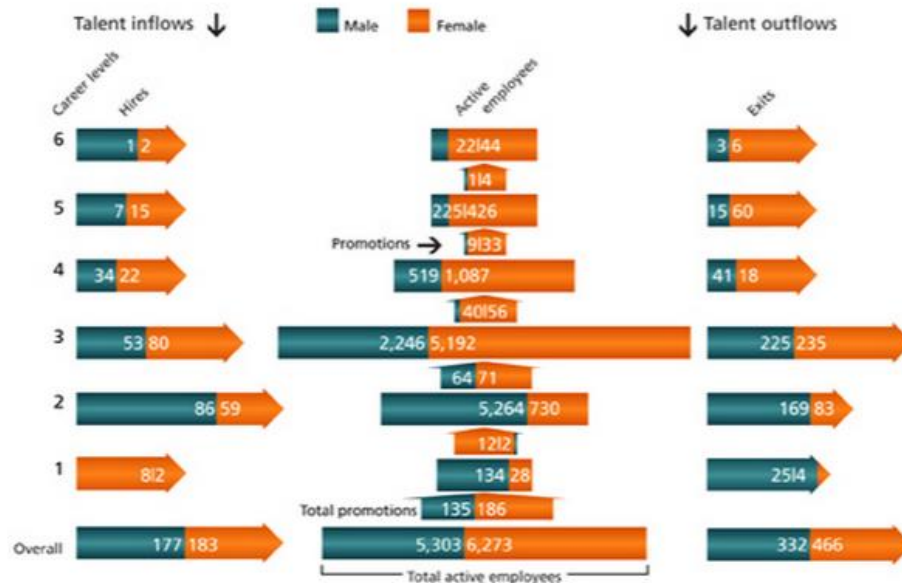 Talent inflows ↓ Male Female ↓ Talent outflows
Career levels Hires Active employees Exits
6 1 2 22|44 3 6
1|4
5 7 15 225|426 15 60
Promotions → 9|33
4 34 22 519 1,087 41 18
40|56
3 53 80 2,246 5,192 225 235
64 71
2 86 59 5,264 730 169 83
12|2
1 8|2 134 28 25|4
Total promotions 135 186
Overall 177 183 5,303 6,273 332 466
Total active employees